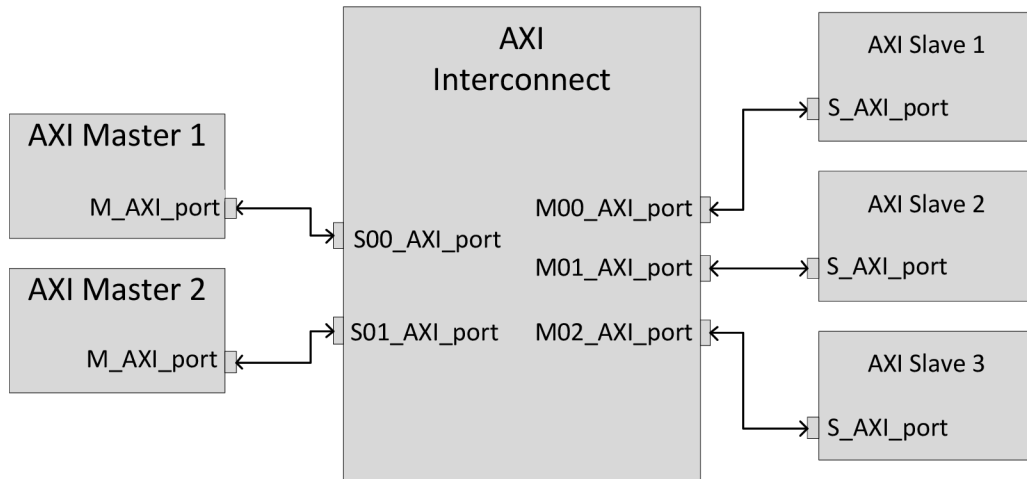 AXI Master 1
M_AXI_port
AXI Master 2
M_AXI_port
AXI
Interconnect
S00_AXI_port
S01_AXI_port
M00_AXI_port
M01_AXI_port
M02_AXI_port
AXI Slave 1
S_AXI_port
AXI Slave 2
S_AXI_port
AXI Slave 3
S_AXI_port